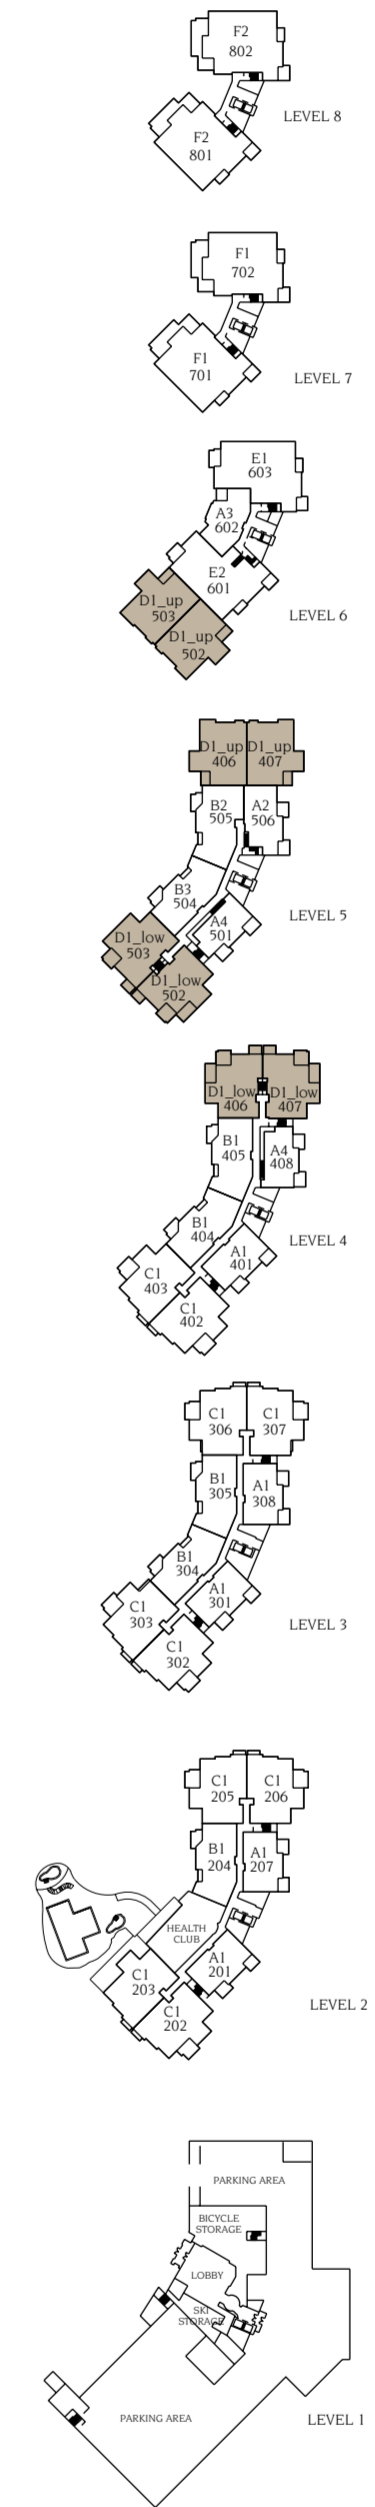 F2
802
LEVEL 8
F2
801
F1
702
F1
701
LEVEL 7
E1
603
A3
602
E2
601
D1_up
503
LEVEL 6
D1_up
502
D1_up
406
D1_up
407
B2
505
A2
506
B3
504
LEVEL 5
A4
501
D1_low
503
D1_low
502
D1_low
406
D1_low
407
B1
405
A4
408
B1
404
LEVEL 4
A1
401
C1
403
C1
402
C1
306
C1
307
B1
305
A1
308
B1
304
A1
301
C1
303
LEVEL 3
C1
302
C1
205
C1
206
B1
204
A1
207
HEALTH
CLUB
A1
201
C1
203
C1
202
LEVEL 2
PARKING AREA
BICYCLE
STORAGE
LOBBY
SKI
STORAGE
PARKING AREA
LEVEL 1